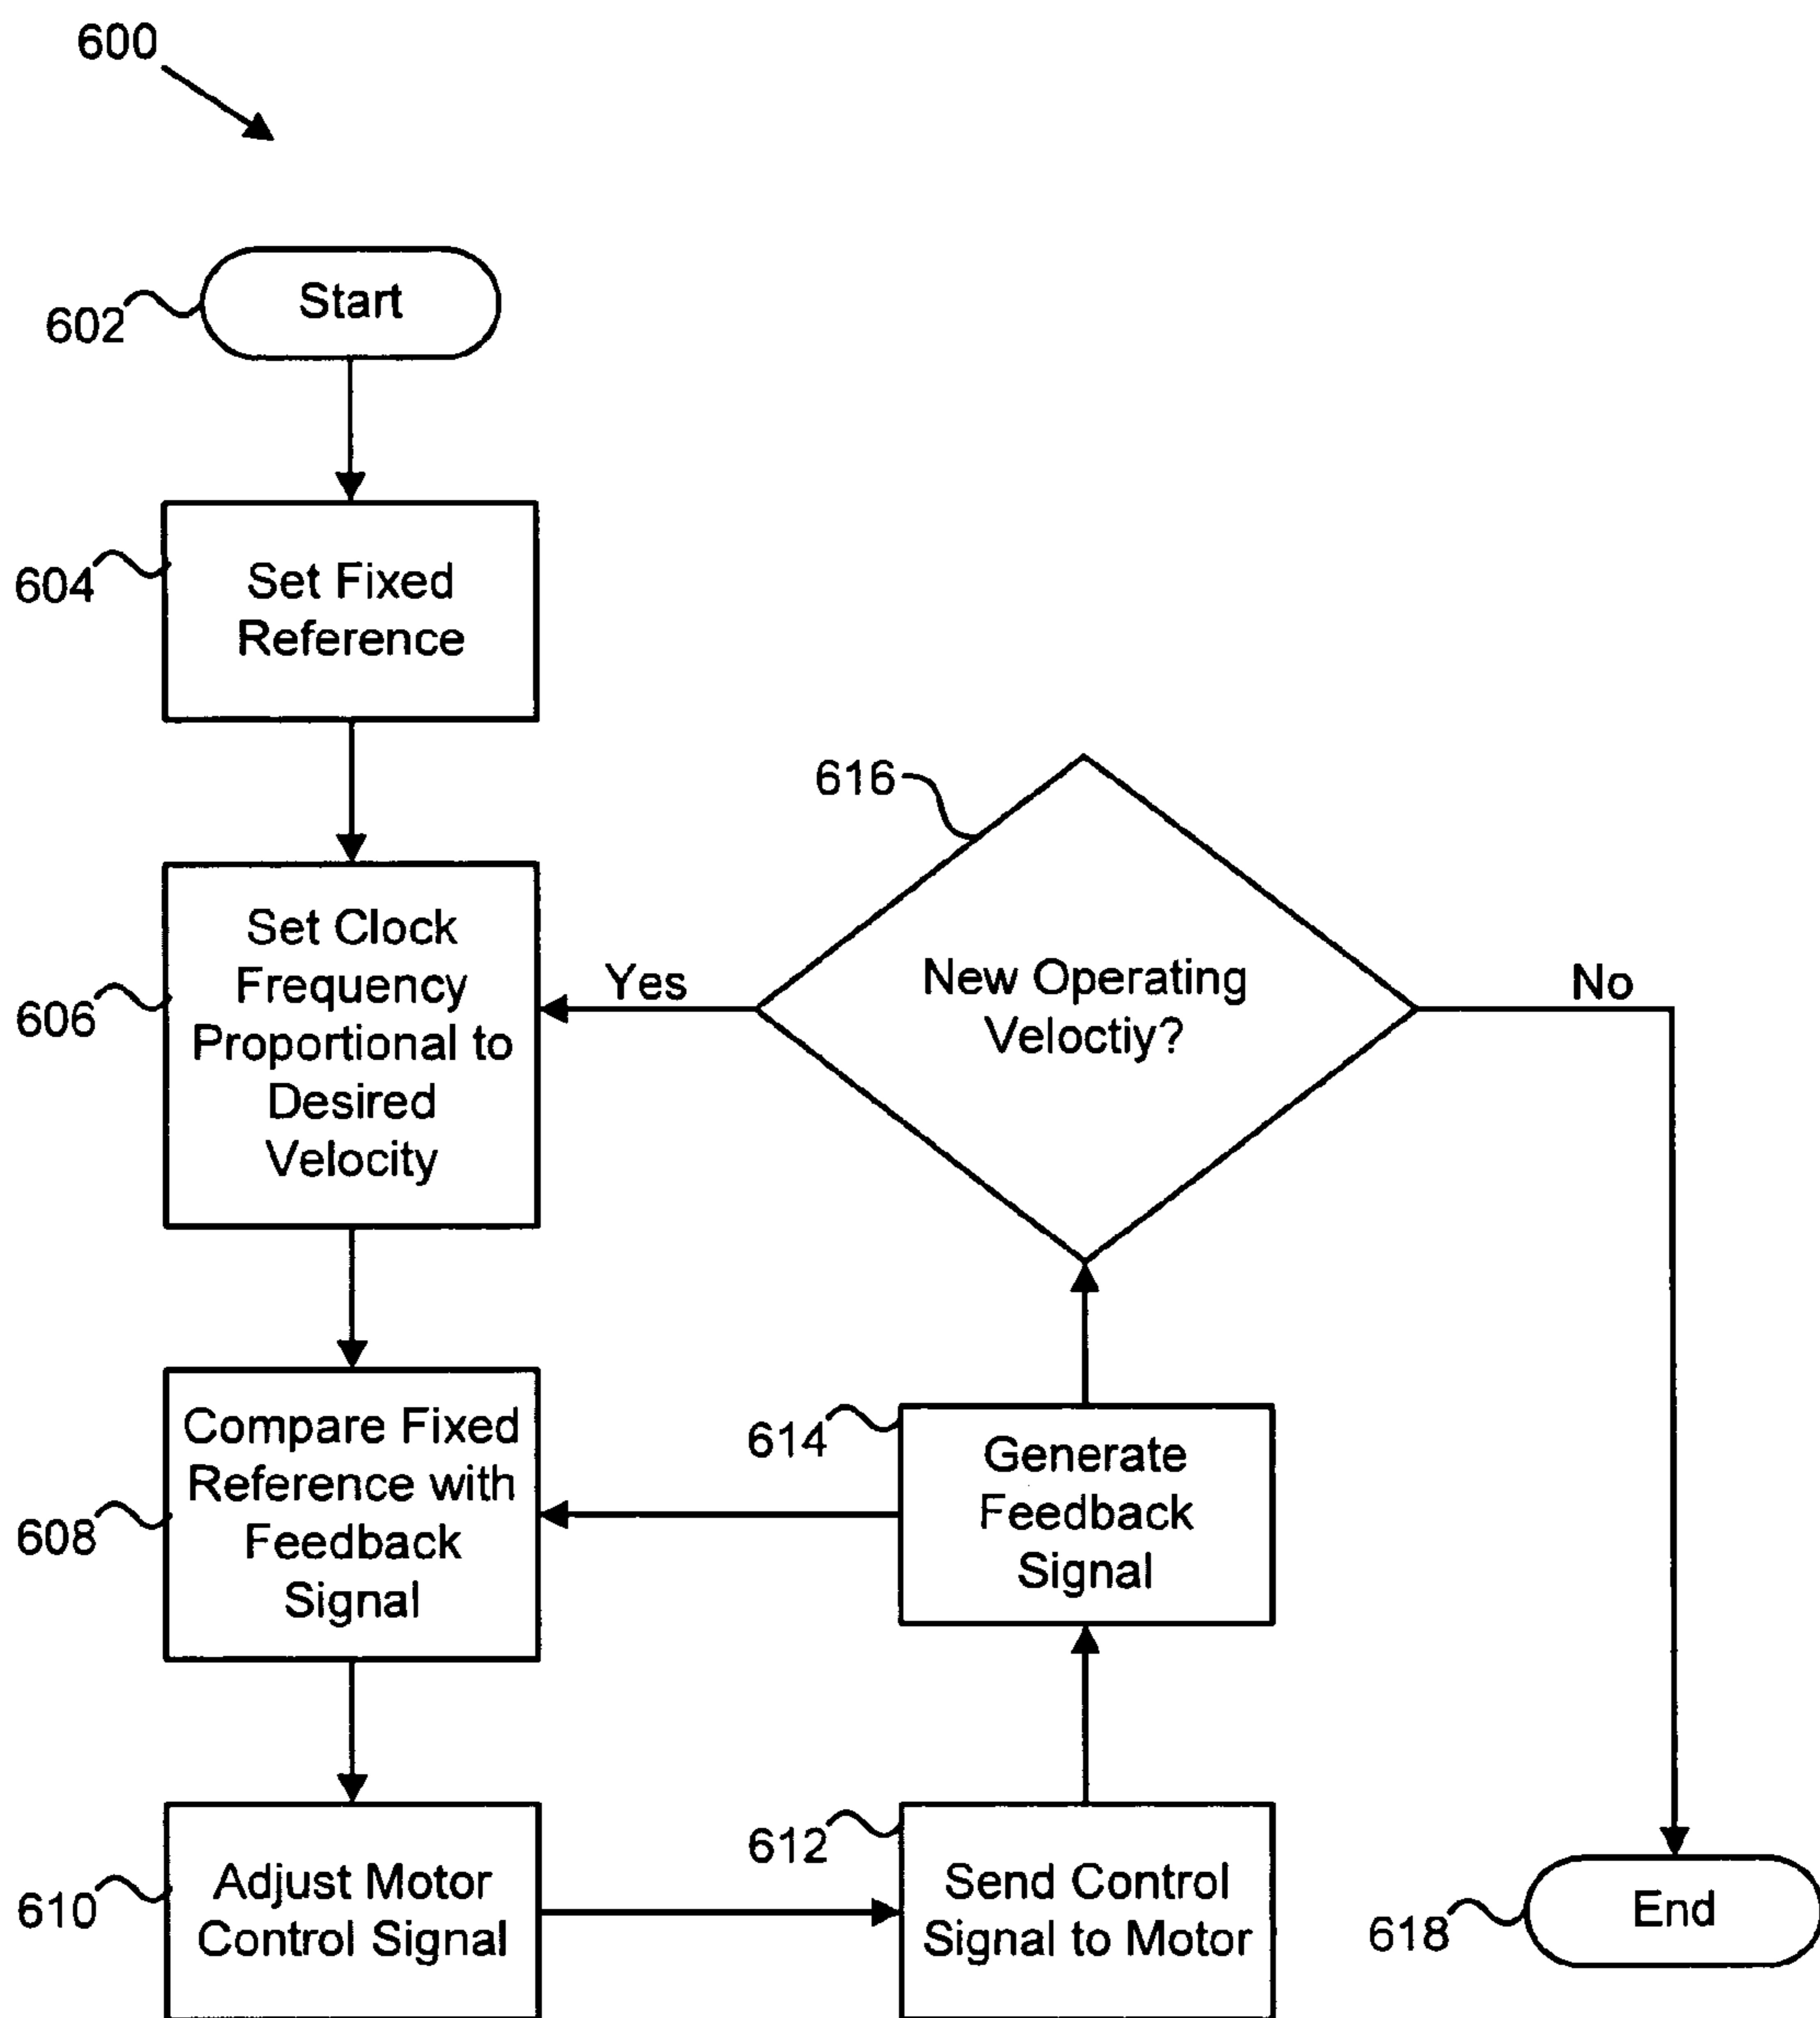 600
602
Start
604
Set Fixed
Reference
606
Set Clock
Frequency
Proportional to
Desired
Velocity
Yes
616
New Operating
Veloctiy?
No
608
Compare Fixed
Reference with
Feedback
Signal
614
Generate
Feedback
Signal
610
Adjust Motor
Control Signal
612
Send Control
Signal to Motor
618
End